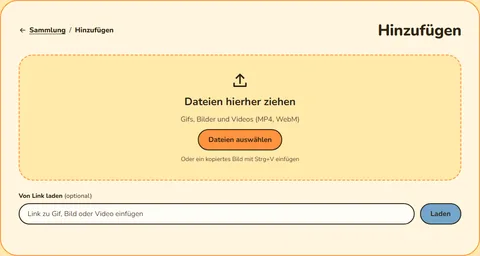 ← Sammlung / Hinzufügen
Hinzufügen
Dateien hierher ziehen
Gifs, Bilder und Videos (MP4, WebM)
Dateien auswählen
Oder ein kopiertes Bild mit Strg+V einfügen
Von Link laden (optional)
Link zu Gif, Bild oder Video einfügen
Laden